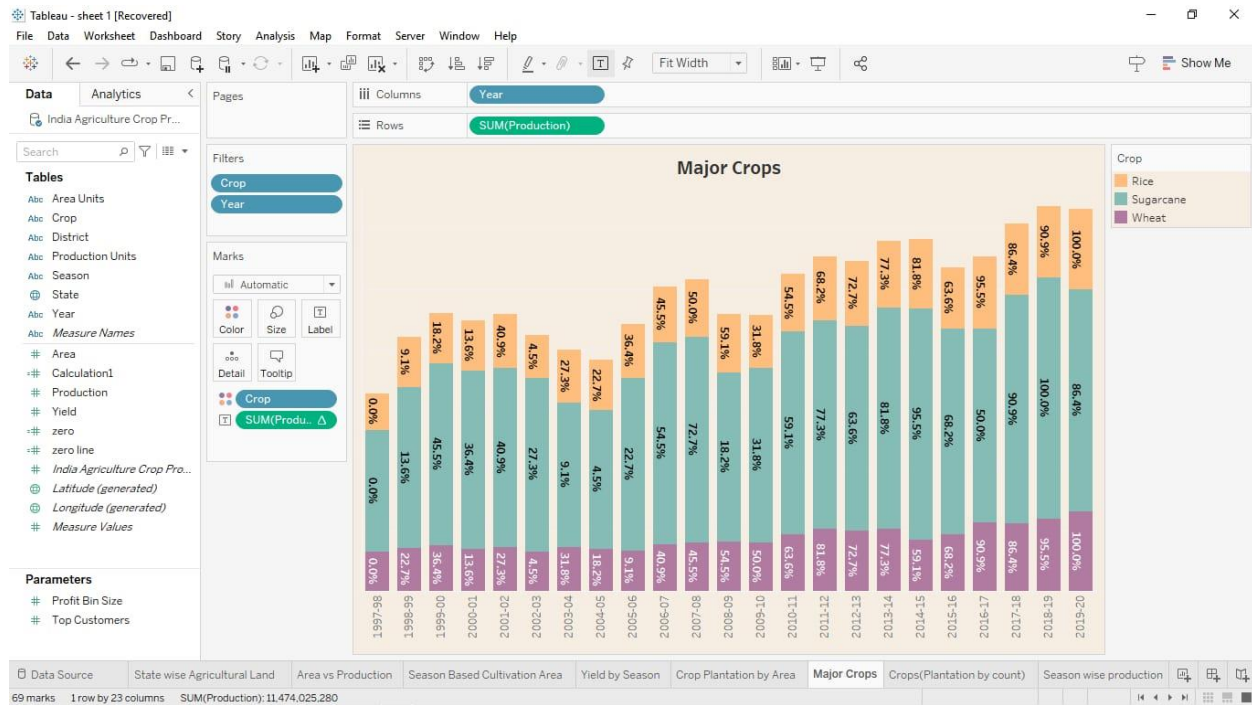 Tableau - sheet 1 [Recovered]
File Data Worksheet Dashboard Story Analysis Map Format Server Window Help
Fit Width
Show Me
Data Analytics
India Agriculture Crop Pr...
Search
Tables
Abc Area Units
Abc Crop
Abc District
Abc Production Units
Abc Season
State
Abc Year
Abc Measure Names
# Area
=# Calculation1
# Production
# Yield
=# zero
=# zero line
# India Agriculture Crop Pro...
Latitude (generated)
Longitude (generated)
# Measure Values
Parameters
# Profit Bin Size
# Top Customers
Pages
Filters
Crop
Year
Marks
Automatic
Color Size Label
Detail Tooltip
Crop
T SUM(Produ.. Δ
Columns Year
Rows SUM(Production)
Major Crops
0.0% 9.1% 18.2% 13.6% 40.9% 4.5% 27.3% 22.7% 36.4% 45.5% 50.0% 59.1% 31.8% 54.5% 68.2% 72.7% 77.3% 81.8% 63.6% 95.5% 86.4% 90.9% 100.0%
0.0% 13.6% 45.5% 36.4% 40.9% 27.3% 9.1% 4.5% 22.7% 54.5% 72.7% 18.2% 31.8% 59.1% 77.3% 63.6% 81.8% 95.5% 68.2% 50.0% 90.9% 100.0% 86.4%
0.0% 22.7% 36.4% 13.6% 27.3% 4.5% 31.8% 18.2% 9.1% 40.9% 45.5% 54.5% 50.0% 63.6% 81.8% 72.7% 77.3% 59.1% 68.2% 90.9% 86.4% 95.5% 100.0%
1997-98 1998-99 1999-00 2000-01 2001-02 2002-03 2003-04 2004-05 2005-06 2006-07 2007-08 2008-09 2009-10 2010-11 2011-12 2012-13 2013-14 2014-15 2015-16 2016-17 2017-18 2018-19 2019-20
Crop
Rice
Sugarcane
Wheat
Data Source State wise Agricultural Land Area vs Production Season Based Cultivation Area Yield by Season Crop Plantation by Area Major Crops Crops(Plantation by count) Season wise production
69 marks 1 row by 23 columns SUM(Production): 11,474,025,280